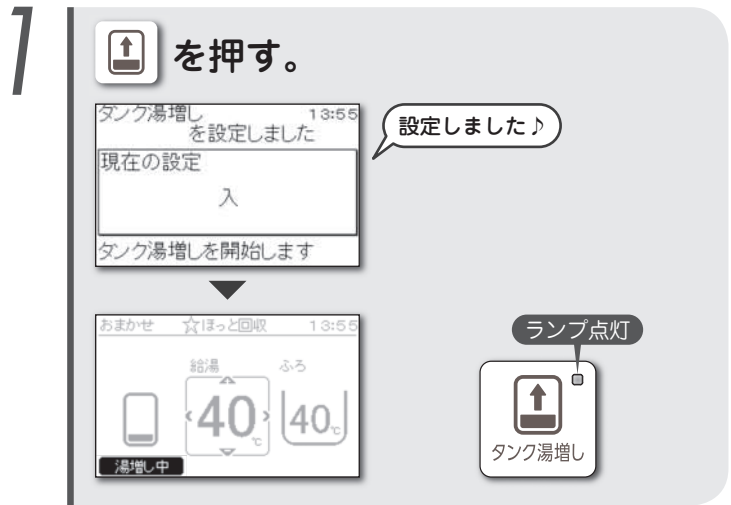 1
を押す。
タンク湯増し 13:55
を設定しました
現在の設定
入
タンク湯増しを開始します
設定しました♪
おまかせ ☆ほっと回収 13:55
給湯 ふろ
40℃ 40℃
湯増し中
ランプ点灯
タンク湯増し